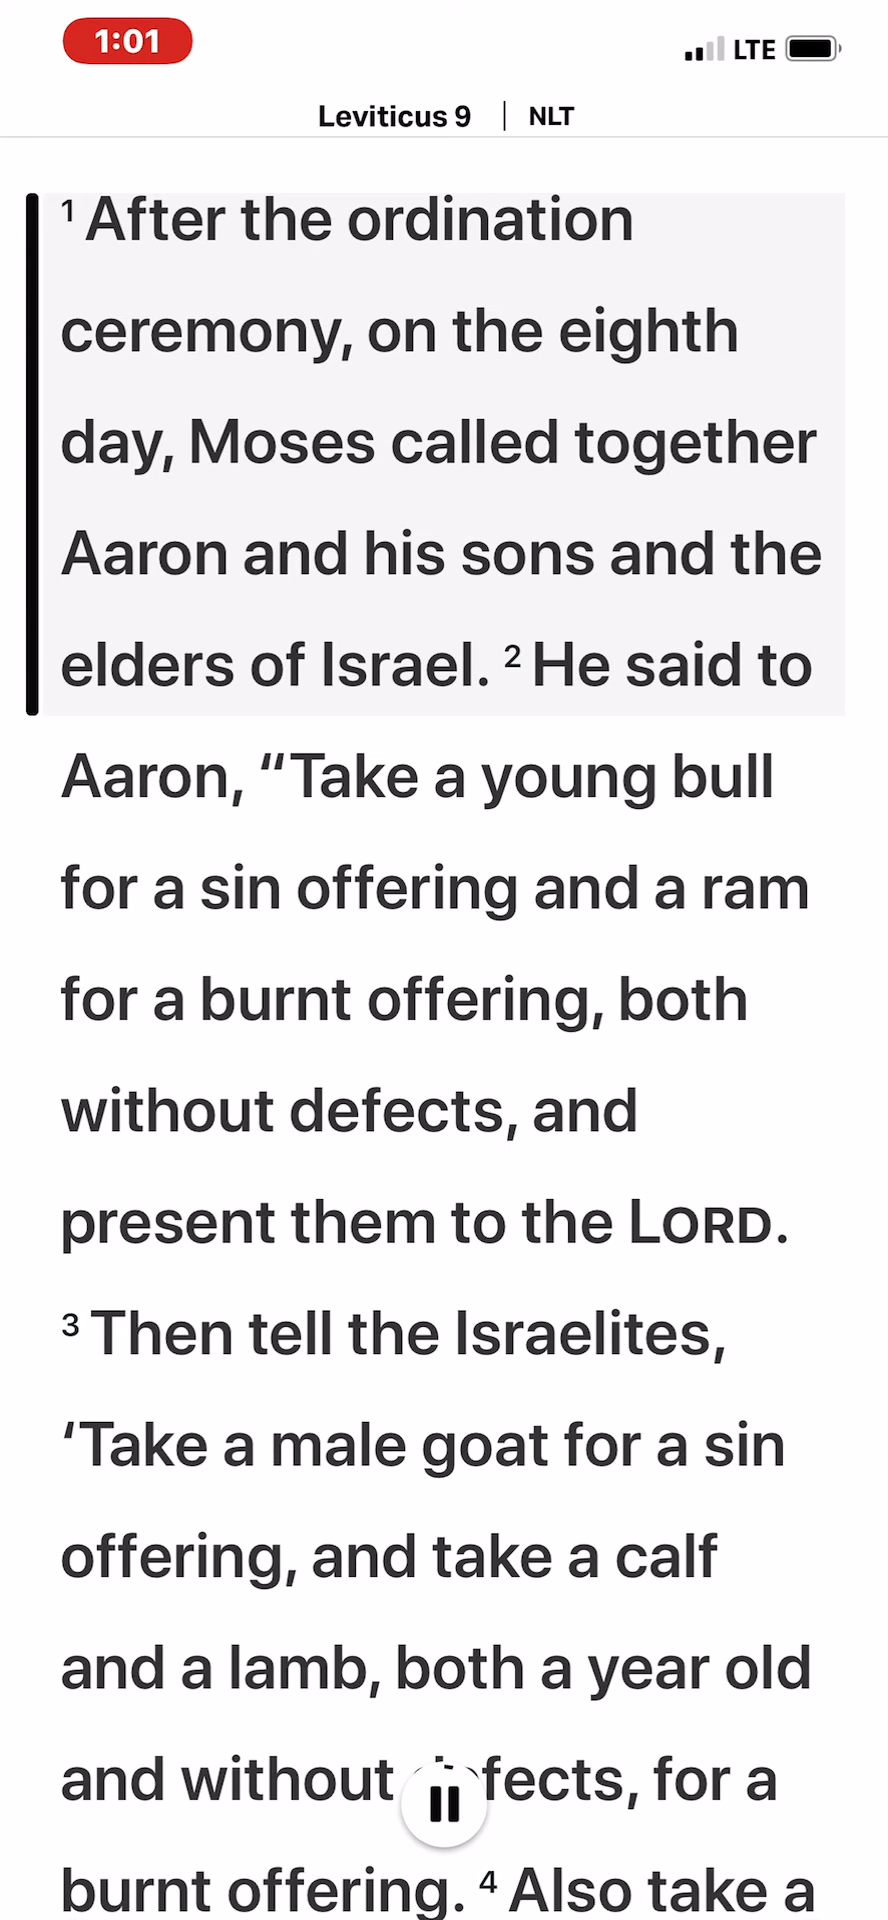 1:01
LTE
Leviticus 9 | NLT
1 After the ordination
ceremony, on the eighth
day, Moses called together
Aaron and his sons and the
elders of Israel. 2 He said to
Aaron, “Take a young bull
for a sin offering and a ram
for a burnt offering, both
without defects, and
present them to the LORD.
3 Then tell the Israelites,
‘Take a male goat for a sin
offering, and take a calf
and a lamb, both a year old
and without defects, for a
burnt offering. 4 Also take a